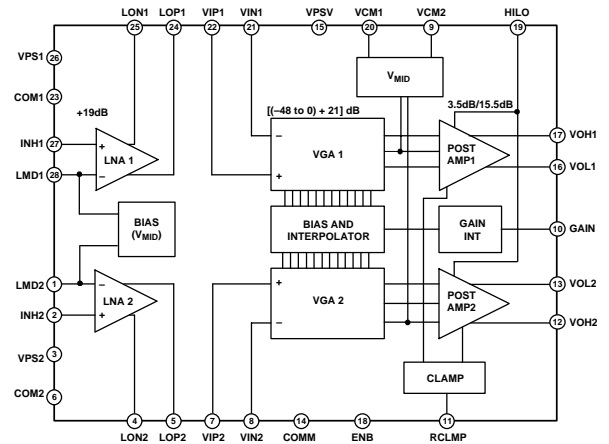 LON1 LOP1 VIP1 VIN1 VPSV VCM1 VCM2 HILO
25 24 22 21 15 20 9 19
VPS1 26
COM1 23
+19dB
INH1 27
LMD1 28
+
−
LNA 1
BIAS
(VMID)
LMD2 1
INH2 2
−
+
LNA 2
VPS2 3
COM2 6
VMID
[(−48 to 0) + 21] dB
3.5dB/15.5dB
−
+
VGA 1
POST
AMP1
17 VOH1
16 VOL1
BIAS AND
INTERPOLATOR
GAIN
INT
10 GAIN
+
−
VGA 2
POST
AMP2
13 VOL2
12 VOH2
CLAMP
4 5 7 8 14 18 11
LON2 LOP2 VIP2 VIN2 COMM ENB RCLMP